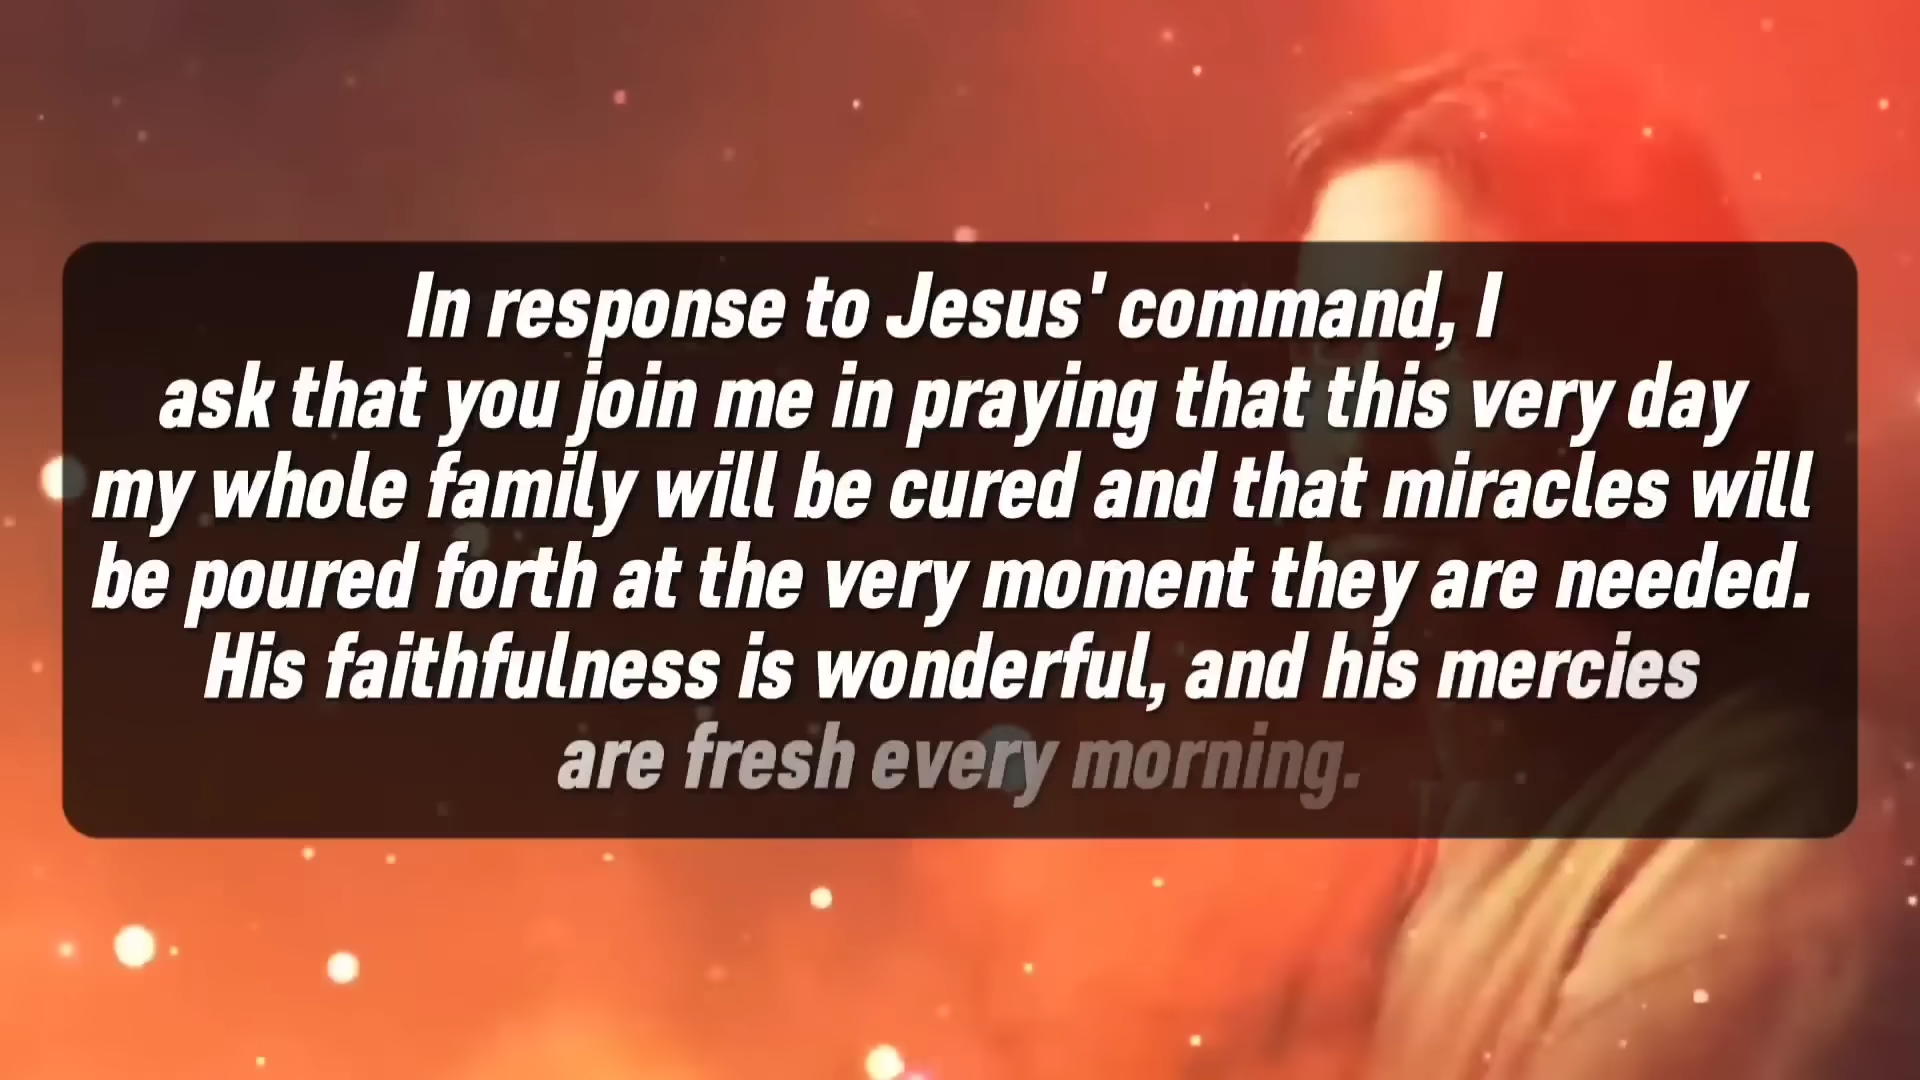 In response to Jesus' command, I
ask that you join me in praying that this very day
my whole family will be cured and that miracles will
be poured forth at the very moment they are needed.
His faithfulness is wonderful, and his mercies
are fresh every morning.